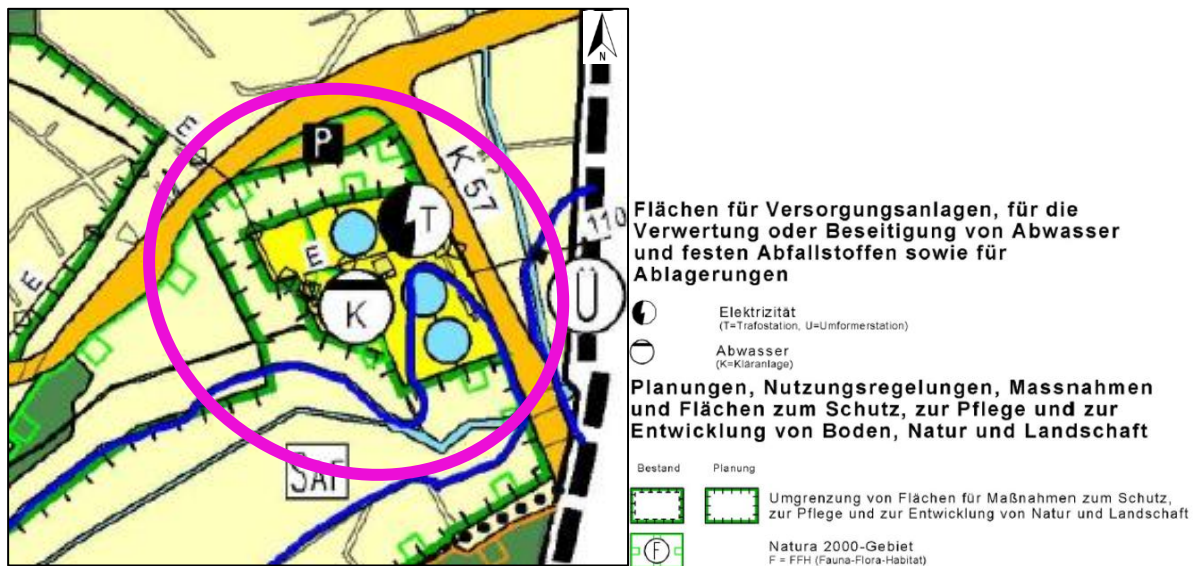 N
E
P
K 57
T
110
E
Ü
K
E
SAF
Flächen für Versorgungsanlagen, für die
Verwertung oder Beseitigung von Abwasser
und festen Abfallstoffen sowie für
Ablagerungen
Elektrizität
(T=Trafostation, U=Umformerstation)
Abwasser
(K=Kläranlage)
Planungen, Nutzungsregelungen, Massnahmen
und Flächen zum Schutz, zur Pflege und zur
Entwicklung von Boden, Natur und Landschaft
Bestand Planung
Umgrenzung von Flächen für Maßnahmen zum Schutz,
zur Pflege und zur Entwicklung von Natur und Landschaft
F
Natura 2000-Gebiet
F = FFH (Fauna-Flora-Habitat)